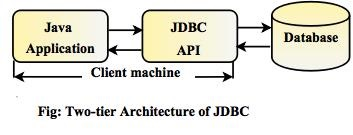 Java
Application
JDBC
API
Database
Client machine
Fig: Two-tier Architecture of JDBC